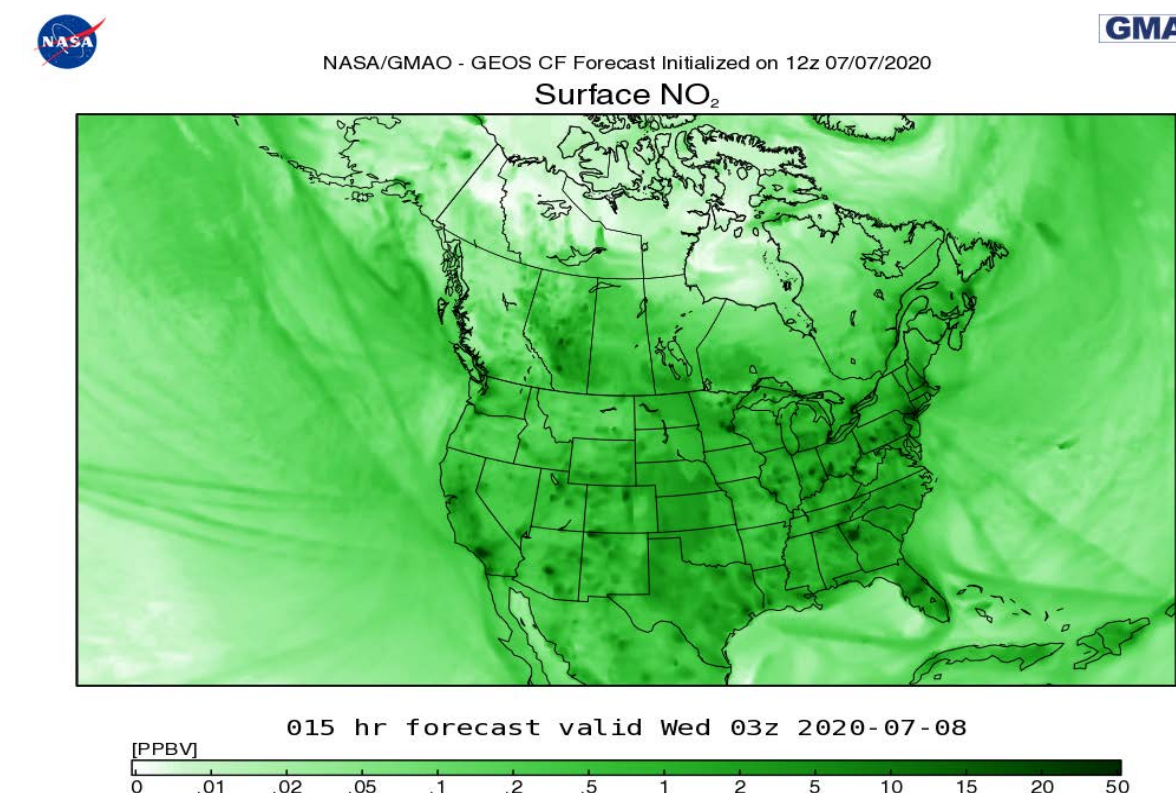 NASA
GMA
NASA/GMAO - GEOS CF Forecast Initialized on 12z 07/07/2020
Surface NO₂
015 hr forecast valid Wed 03z 2020-07-08
[PPBV]
0 .01 .02 .05 .1 .2 .5 1 2 5 10 15 20 50